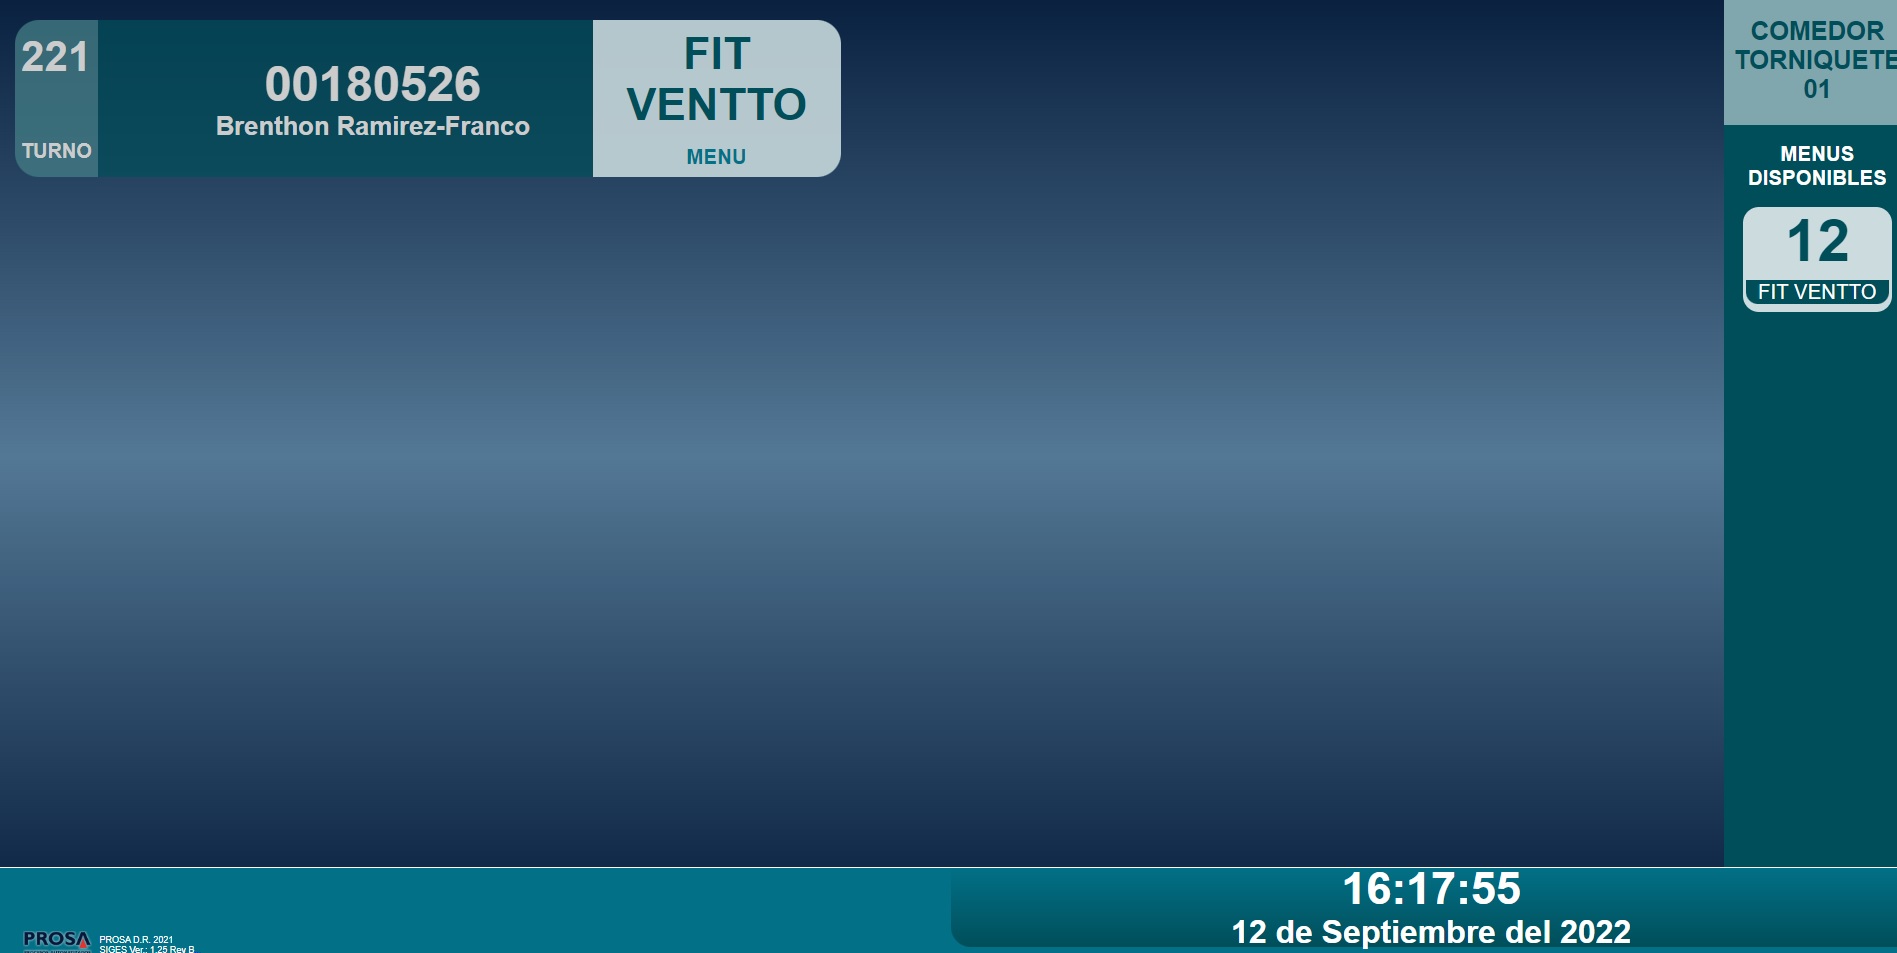 221
TURNO
00180526
Brenthon Ramirez-Franco
FIT
VENTTO
MENU
COMEDOR
TORNIQUETE
01
MENUS
DISPONIBLES
12
FIT VENTTO
16:17:55
12 de Septiembre del 2022
PROSA
PROSA D.R. 2021
SIGES Ver.: 1.25 Rev B